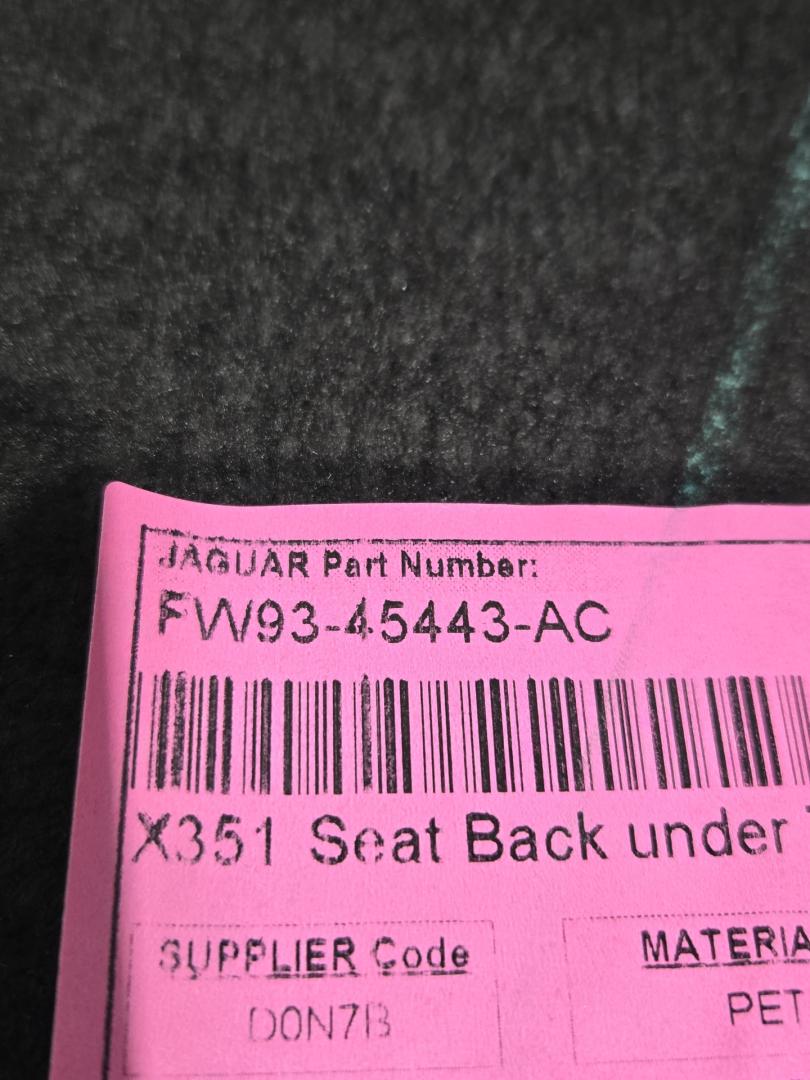 JAGUAR Part Number:
FW93-45443-AC
X351 Seat Back under
SUPPLIER Code
MATERIA
D0N7B
PET